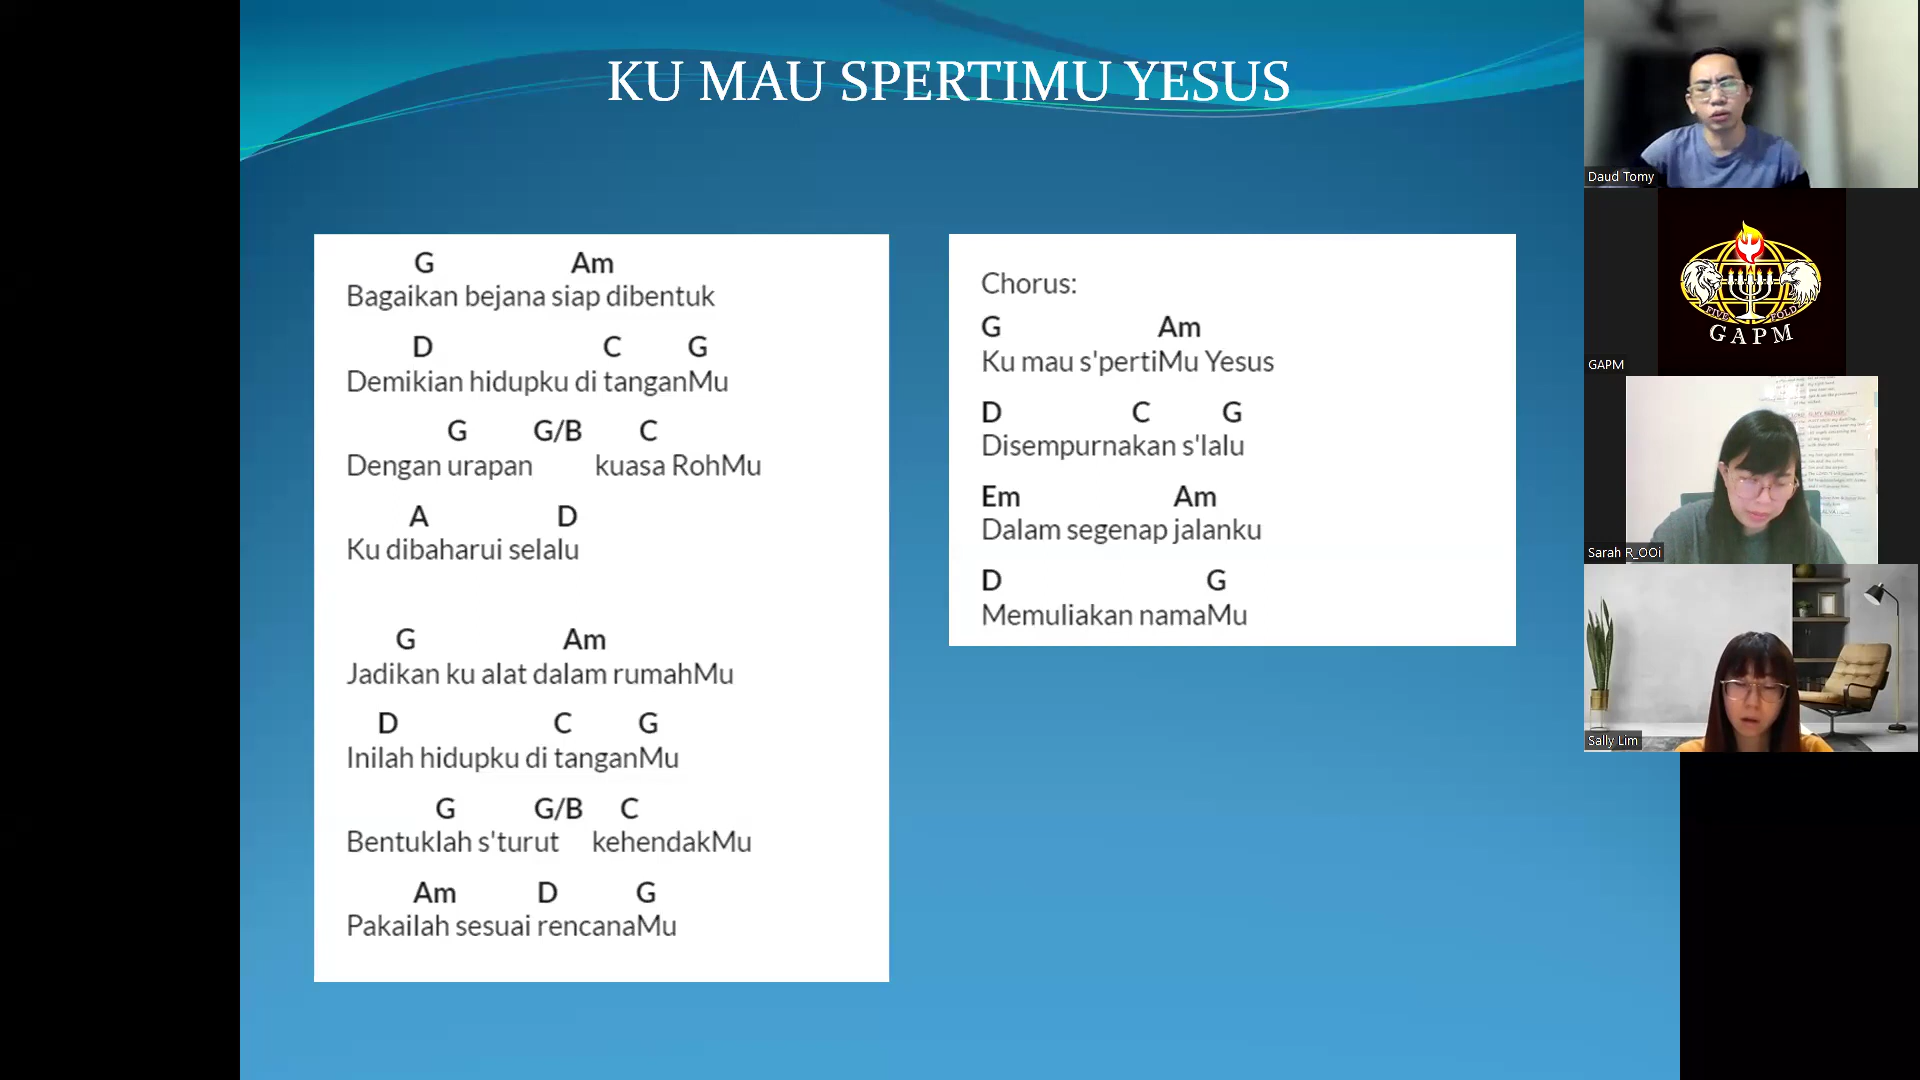 KU MAU SPERTIMU YESUS
G Am
Bagaikan bejana siap dibentuk
D C G
Demikian hidupku di tanganMu
G G/B C
Dengan urapan kuasa RohMu
A D
Ku dibaharui selalu
G Am
Jadikan ku alat dalam rumahMu
D C G
Inilah hidupku di tanganMu
G G/B C
Bentuklah s'turut kehendakMu
Am D G
Pakailah sesuai rencanaMu
Chorus:
G Am
Ku mau s'pertiMu Yesus
D C G
Disempurnakan s'lalu
Em Am
Dalam segenap jalanku
D G
Memuliakan namaMu
Daud Tomy
FIVE FOLD
GAPM
GAPM
Sarah R_OOi
Sally Lim